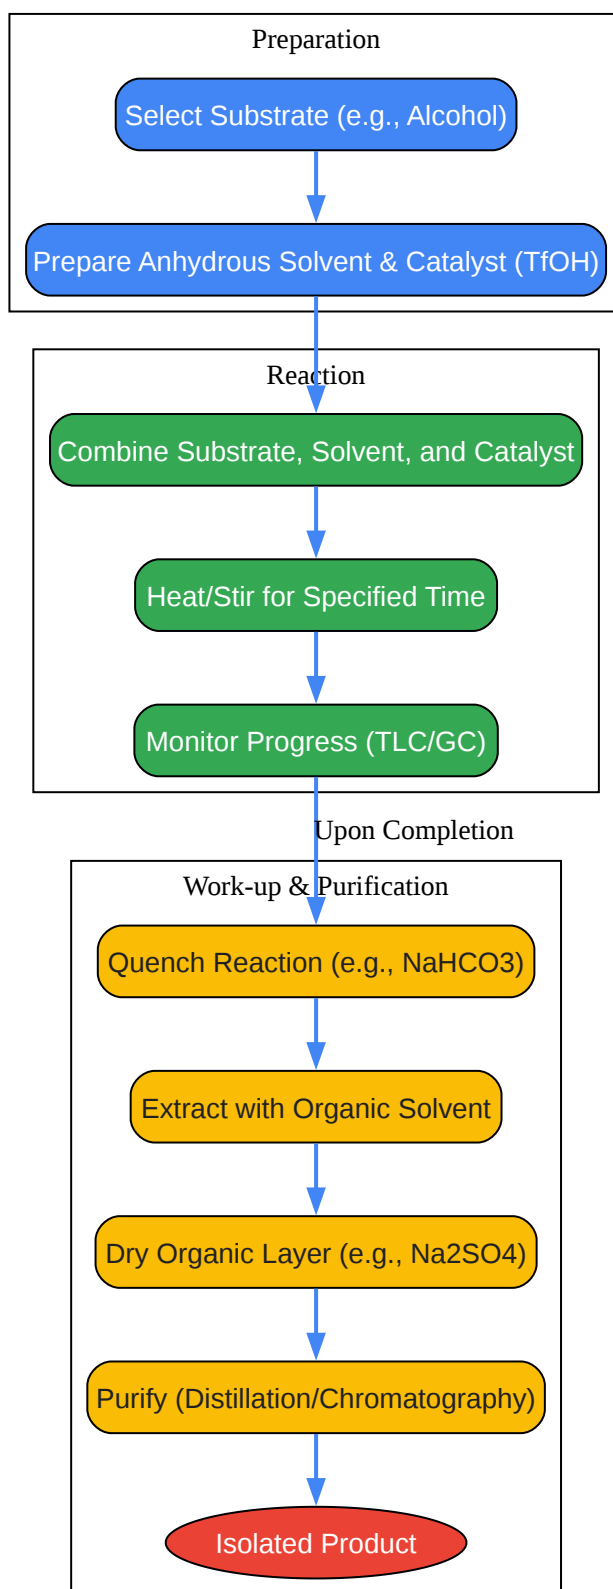 Preparation
Select Substrate (e.g., Alcohol)
Prepare Anhydrous Solvent & Catalyst (TfOH)
Reaction
Combine Substrate, Solvent, and Catalyst
Heat/Stir for Specified Time
Monitor Progress (TLC/GC)
Upon Completion
Work-up & Purification
Quench Reaction (e.g., NaHCO3)
Extract with Organic Solvent
Dry Organic Layer (e.g., Na2SO4)
Purify (Distillation/Chromatography)
Isolated Product